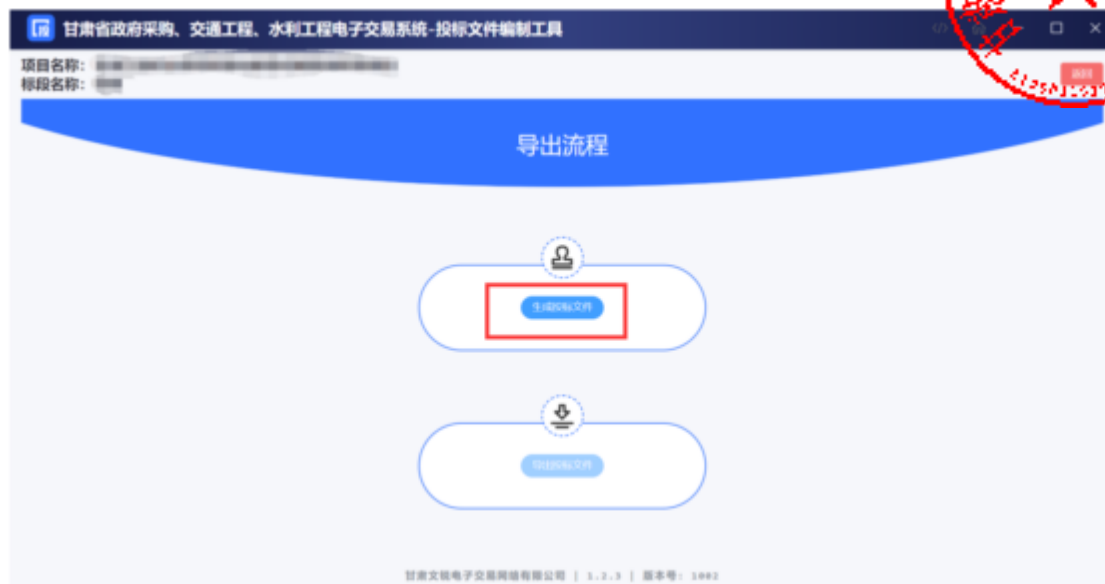 甘肃省政府采购、交通工程、水利工程电子交易系统-投标文件编制工具
项目名称：
标段名称：
返回
导出流程
生成投标文件
导出投标文件
甘肃文锐电子交易网络有限公司 | 1.2.3 | 版本号: 1002